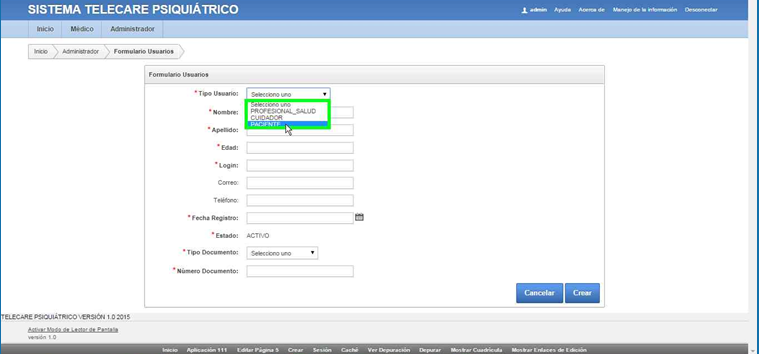 SISTEMA TELECARE PSIQUIÁTRICO
admin Ayuda Acerca de Manejo de la información Desconectar
Inicio Médico Administrador
Inicio Administrador Formulario Usuarios
Formulario Usuarios
* Tipo Usuario: Selecciono uno
Selecciono uno
PROFESIONAL_SALUD
CUIDADOR
PACIENTE
* Nombre:
* Apellido:
* Edad:
* Login:
Correo:
Teléfono:
* Fecha Registro:
* Estado: ACTIVO
* Tipo Documento: Selecciono uno
* Número Documento:
Cancelar Crear
TELECARE PSIQUIÁTRICO VERSIÓN 1.0 2015
Activar Modo de Lector de Pantalla
versión 1.0
Inicio Aplicación 111 Editar Página 5 Crear Sesión Caché Ver Depuración Depurar Mostrar Cuadrícula Mostrar Enlaces de Edición